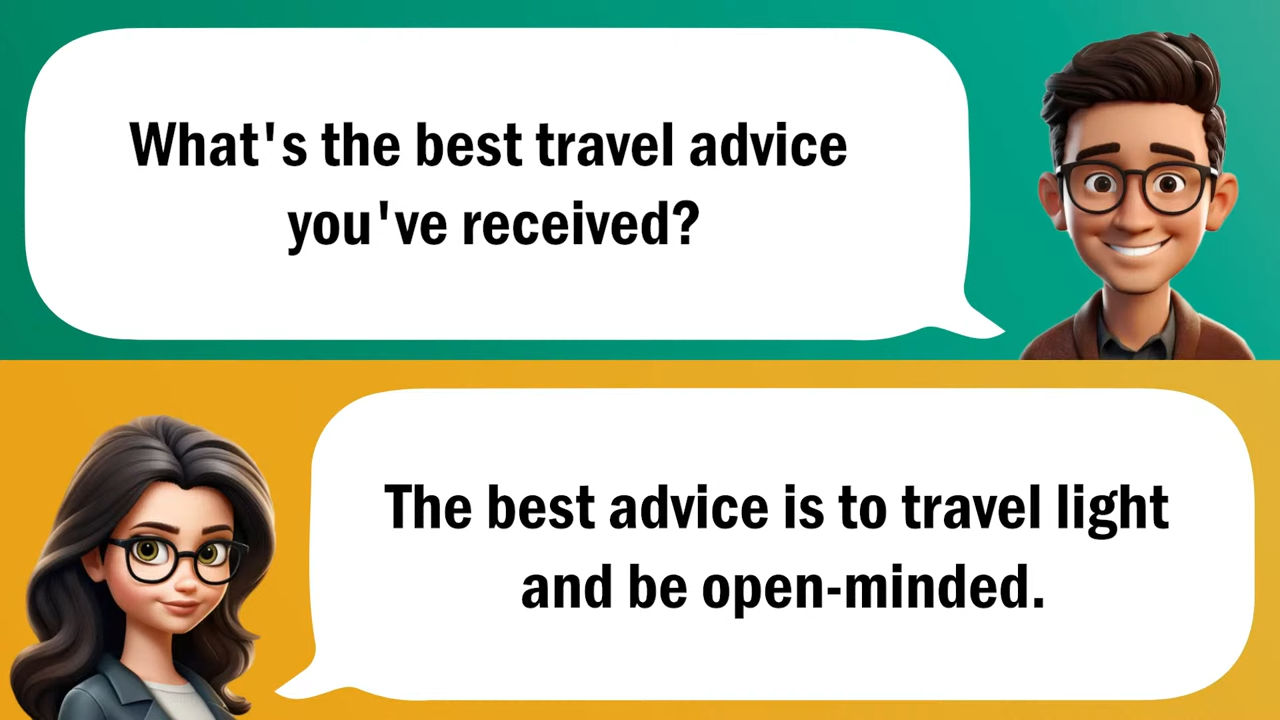 What's the best travel advice
you've received?
The best advice is to travel light
and be open-minded.